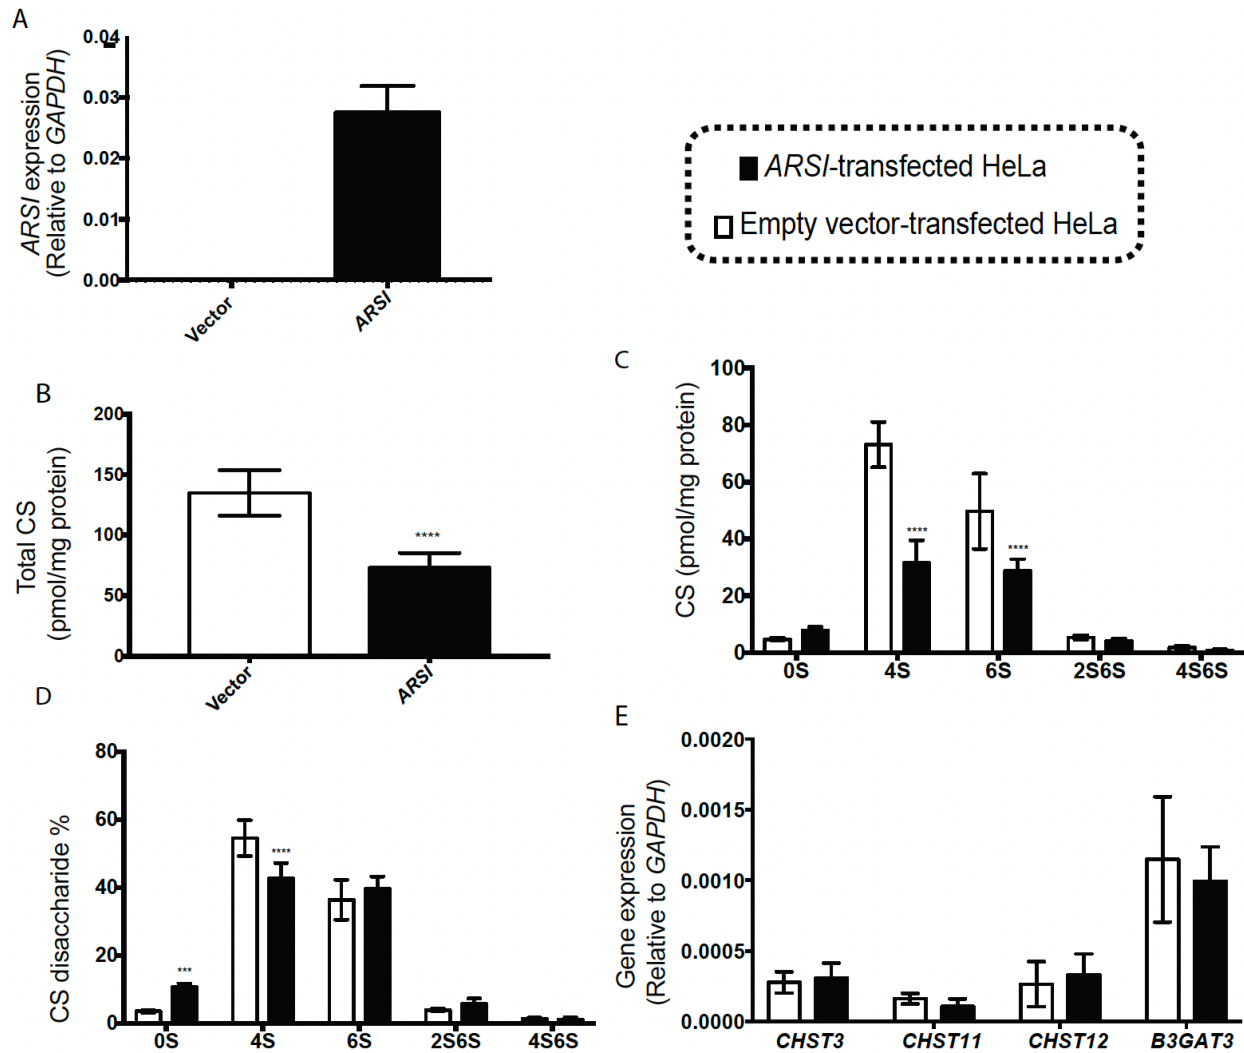 A
0.04
0.03
0.02
0.01
0.00
ARSI expression
(Relative to GAPDH)
Vector
ARSI
ARSI-transfected HeLa
Empty vector-transfected HeLa
B
200
150
100
50
0
Total CS
(pmol/mg protein)
****
Vector
ARSI
C
100
80
60
40
20
0
CS (pmol/mg protein)
****
****
0S 4S 6S 2S6S 4S6S
D
80
60
40
20
0
CS disaccharide %
***
****
0S 4S 6S 2S6S 4S6S
E
0.0020
0.0015
0.0010
0.0005
0.0000
Gene expression
(Relative to GAPDH)
CHST3 CHST11 CHST12 B3GAT3